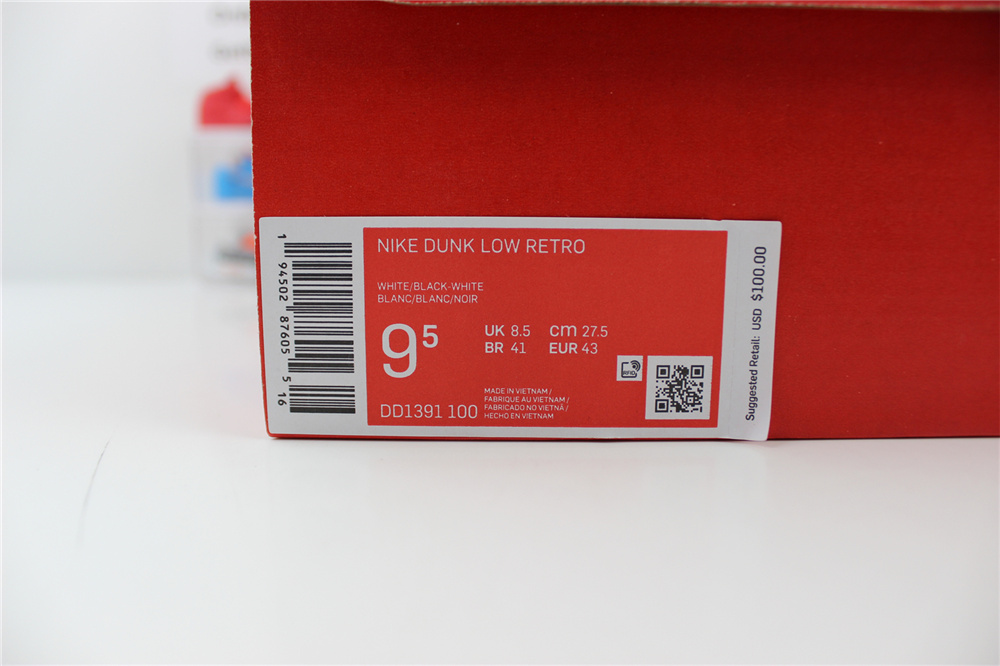 NIKE DUNK LOW RETRO
WHITE/BLACK-WHITE
BLANC/BLANC/NOIR
9⁵
UK 8.5 cm 27.5
BR 41 EUR 43
RFID
DD1391 100
MADE IN VIETNAM /
FABRIQUE AU VIETNAM /
FABRICADO NO VIETNÃ /
HECHO EN VIETNAM
1 94502 87605 5 16
Suggested Retail: USD $100.00